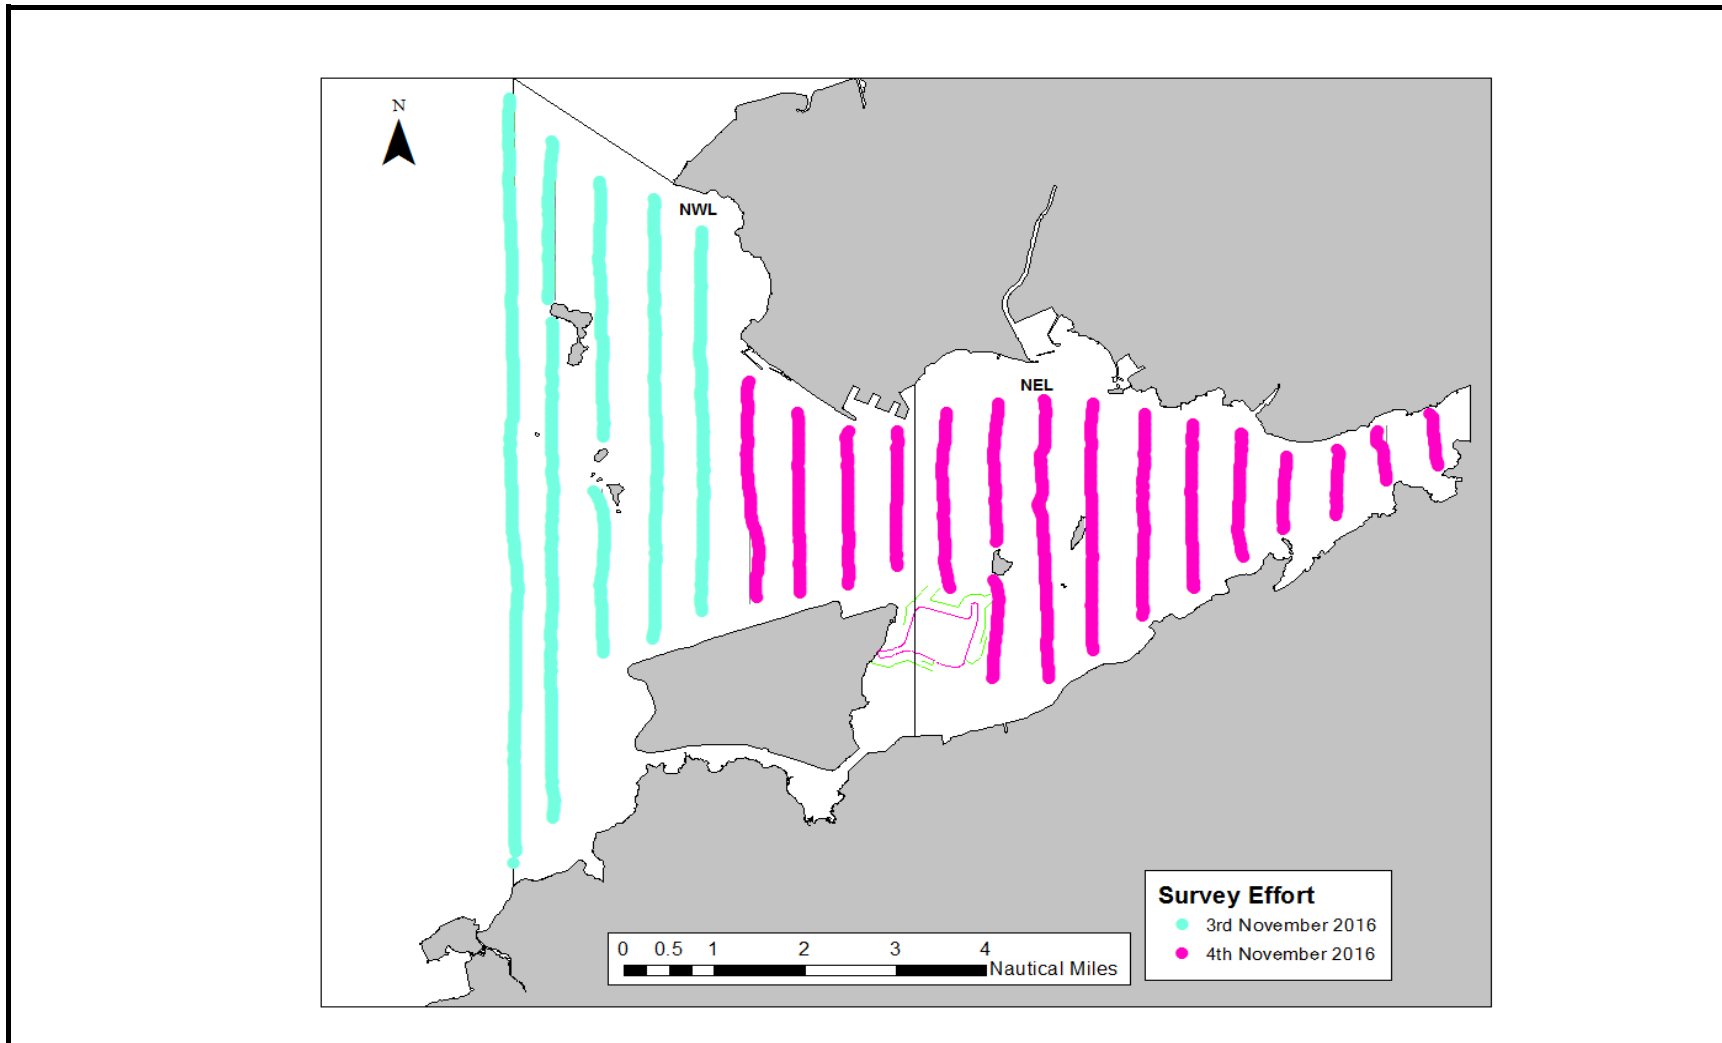 N
NWL
NEL
Survey Effort
3rd November 2016
4th November 2016
0 0.5 1 2 3 4
Nautical Miles